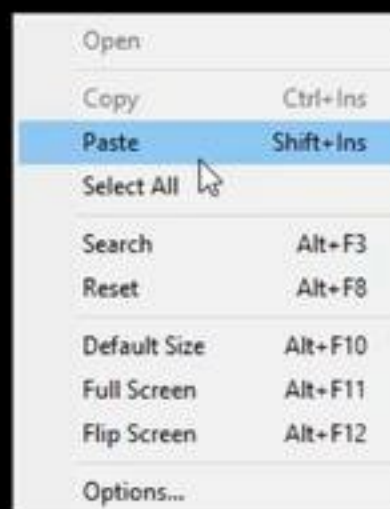 Open
Copy Ctrl+Ins
Paste Shift+Ins
Select All
Search Alt+F3
Reset Alt+F8
Default Size Alt+F10
Full Screen Alt+F11
Flip Screen Alt+F12
Options...